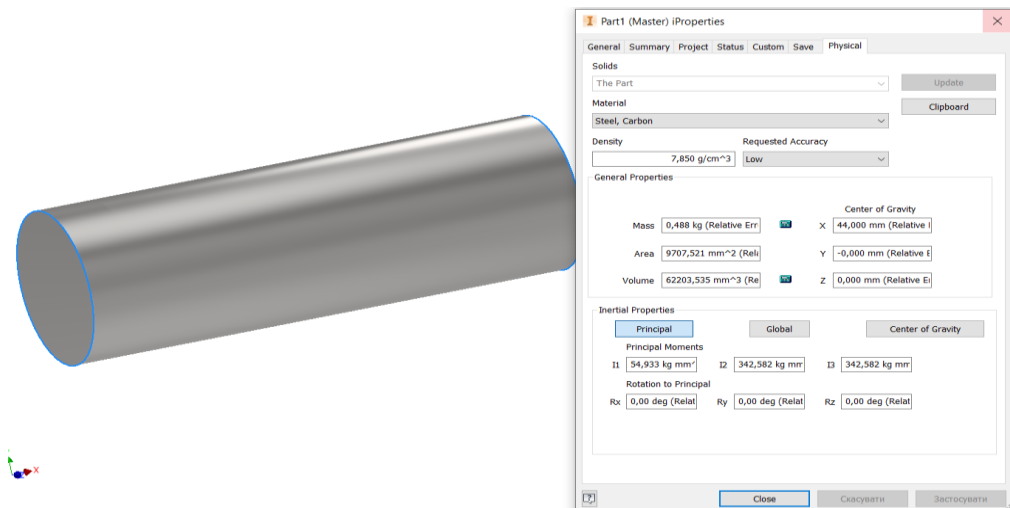 Part1 (Master) iProperties
General Summary Project Status Custom Save Physical
Solids
The Part
Update
Material
Clipboard
Steel, Carbon
Density Requested Accuracy
7,850 g/cm^3 Low
General Properties
Center of Gravity
Mass 0,488 kg (Relative Err X 44,000 mm (Relative
Area 9707,521 mm^2 (Rel Y -0,000 mm (Relative E
Volume 62203,535 mm^3 (Re Z 0,000 mm (Relative E
Inertial Properties
Principal Global Center of Gravity
Principal Moments
I1 54,933 kg mm^ I2 342,582 kg mm I3 342,582 kg mm
Rotation to Principal
Rx 0,00 deg (Relat Ry 0,00 deg (Relat Rz 0,00 deg (Relat
X
Close Скасувати Застосувати